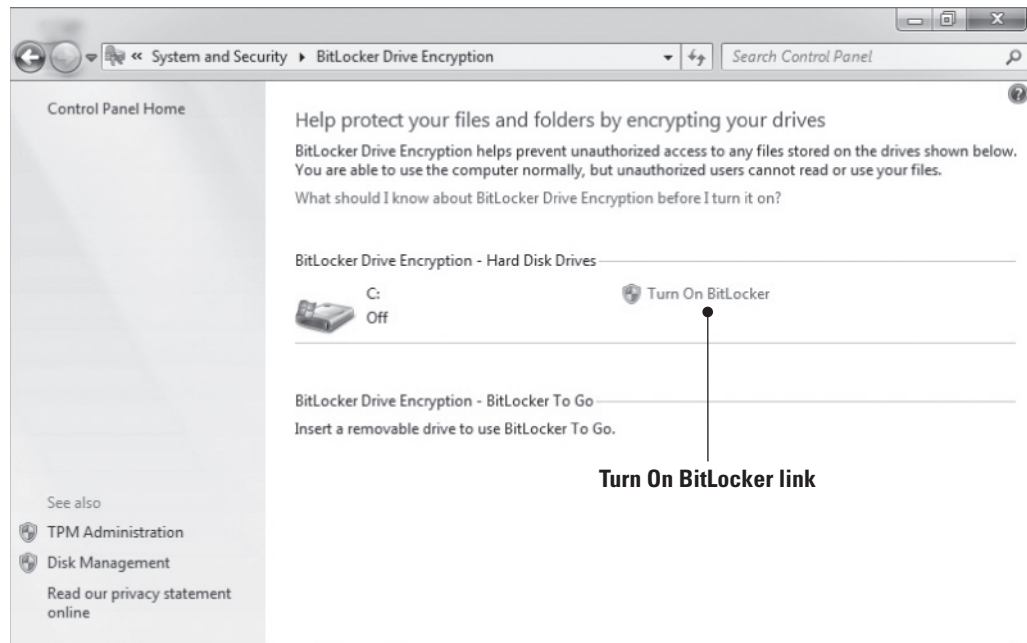 « System and Security ▸ BitLocker Drive Encryption
Search Control Panel
Control Panel Home
Help protect your files and folders by encrypting your drives
BitLocker Drive Encryption helps prevent unauthorized access to any files stored on the drives shown below.
You are able to use the computer normally, but unauthorized users cannot read or use your files.
What should I know about BitLocker Drive Encryption before I turn it on?
BitLocker Drive Encryption - Hard Disk Drives
C:
Off
Turn On BitLocker
BitLocker Drive Encryption - BitLocker To Go
Insert a removable drive to use BitLocker To Go.
Turn On BitLocker link
See also
TPM Administration
Disk Management
Read our privacy statement
online